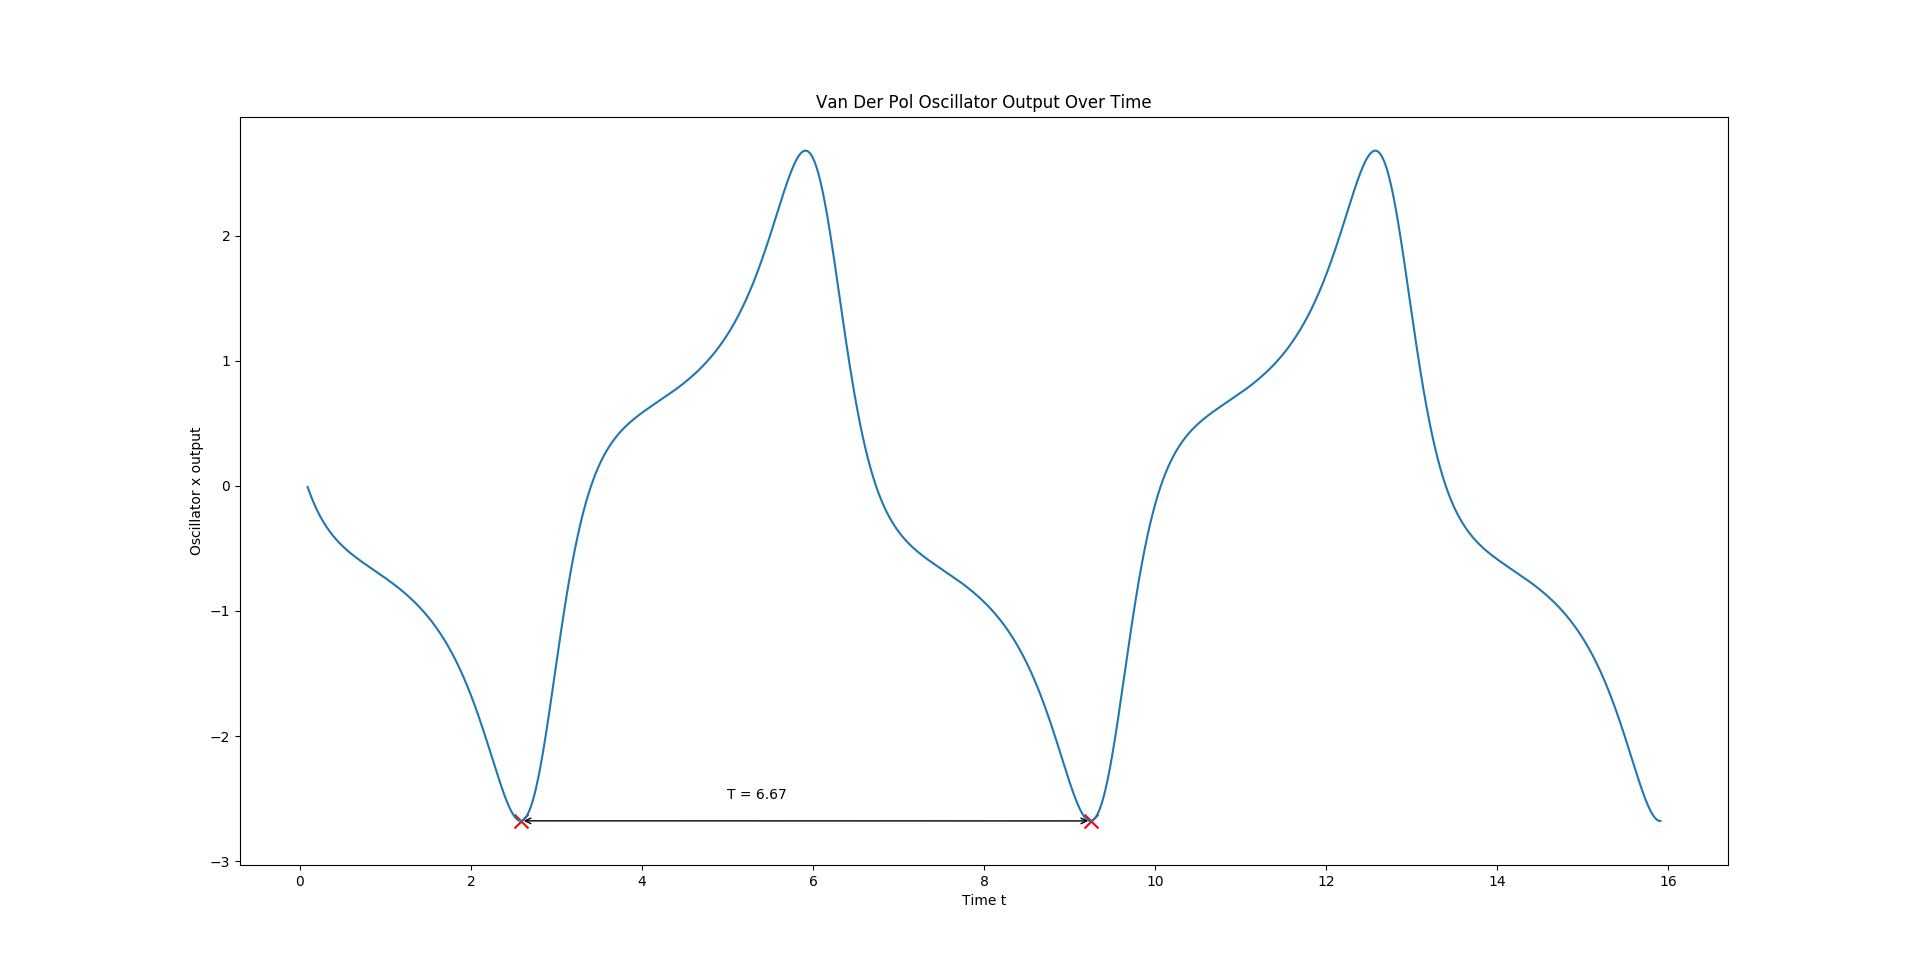 Van Der Pol Oscillator Output Over Time
Oscillator x output
2
1
0
−1
−2
−3
T = 6.67
0 2 4 6 8 10 12 14 16
Time t